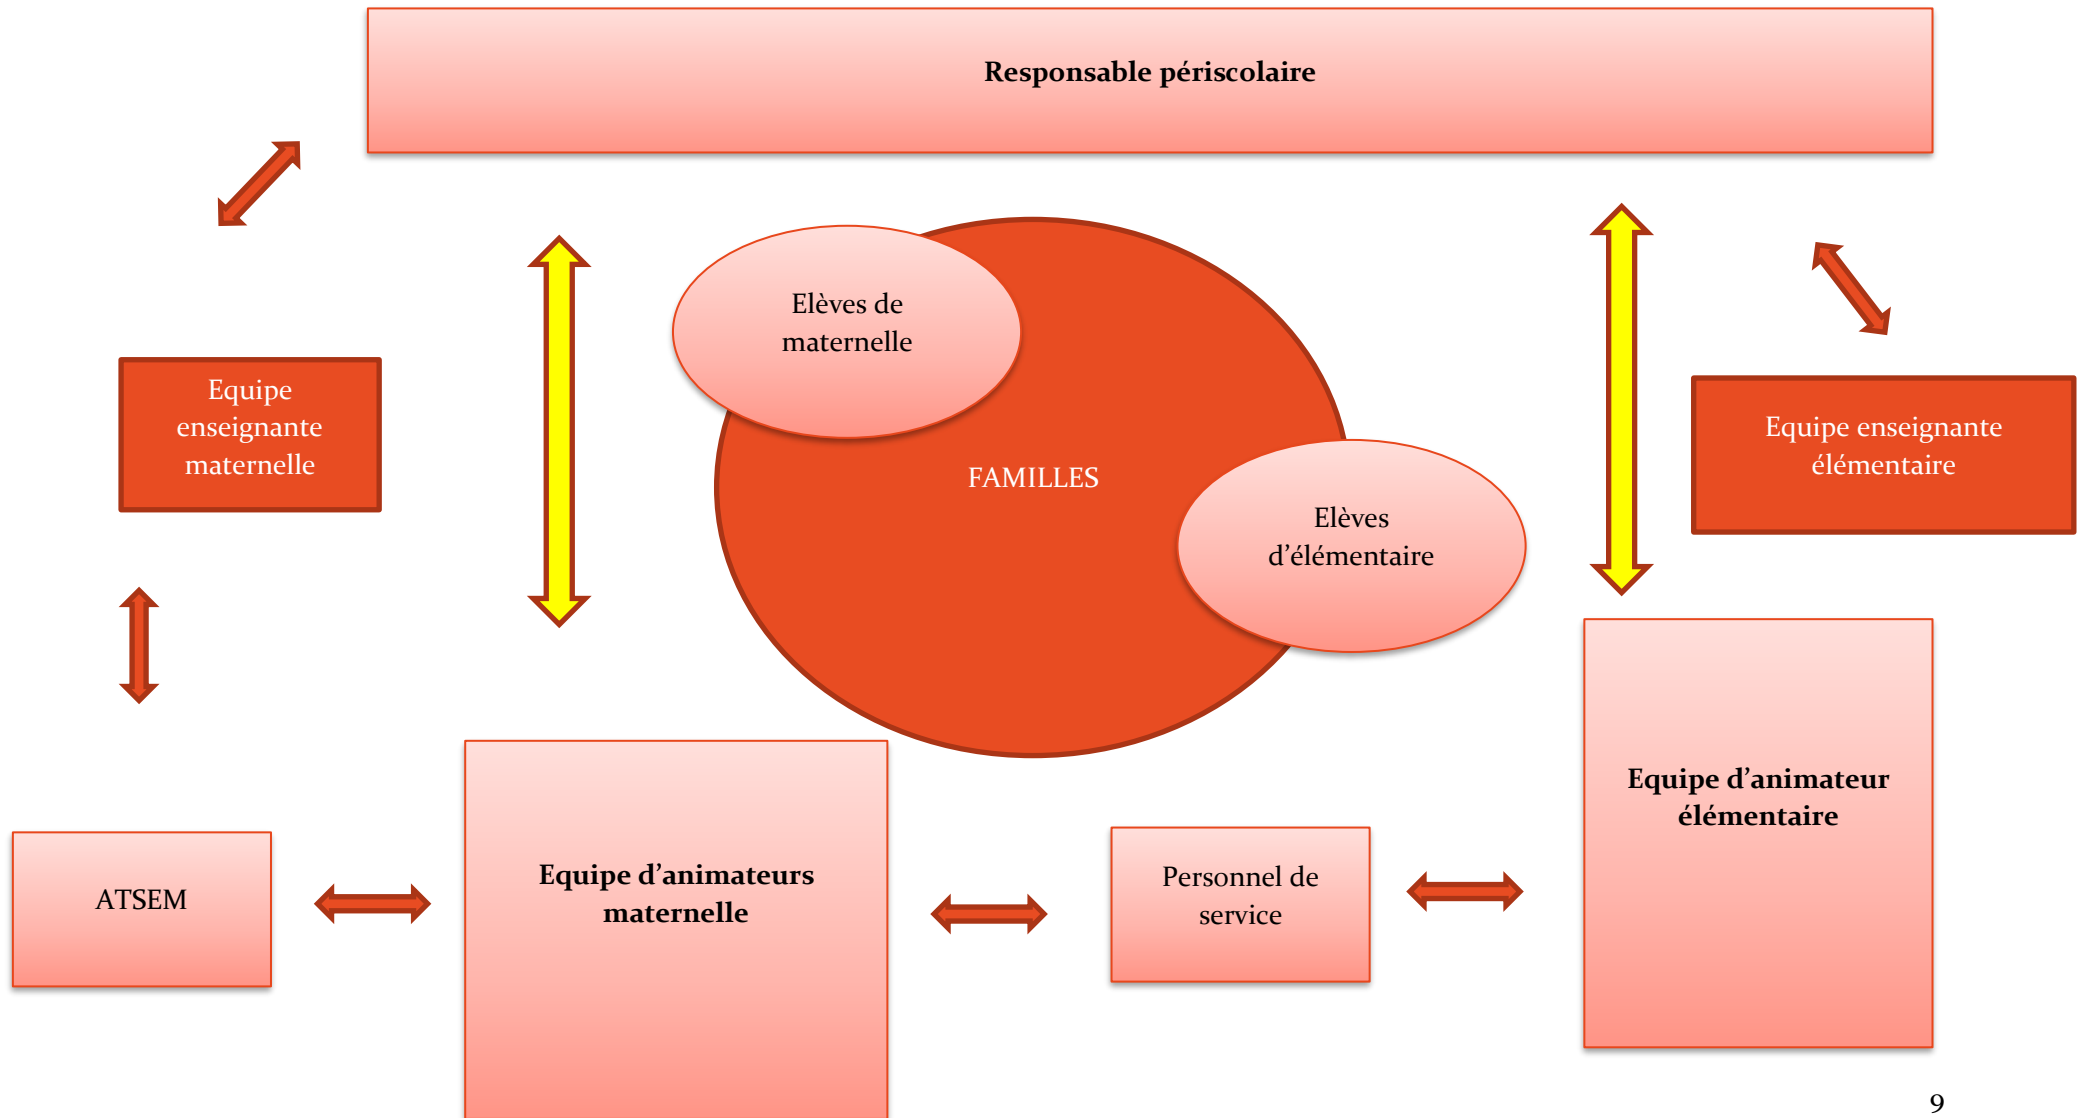 Responsable périscolaire
Elèves de
maternelle
Equipe
enseignante
maternelle
FAMILLES
Equipe enseignante
élémentaire
Elèves
d’élémentaire
Equipe d’animateur
élémentaire
ATSEM
Equipe d’animateurs
maternelle
Personnel de
service
9